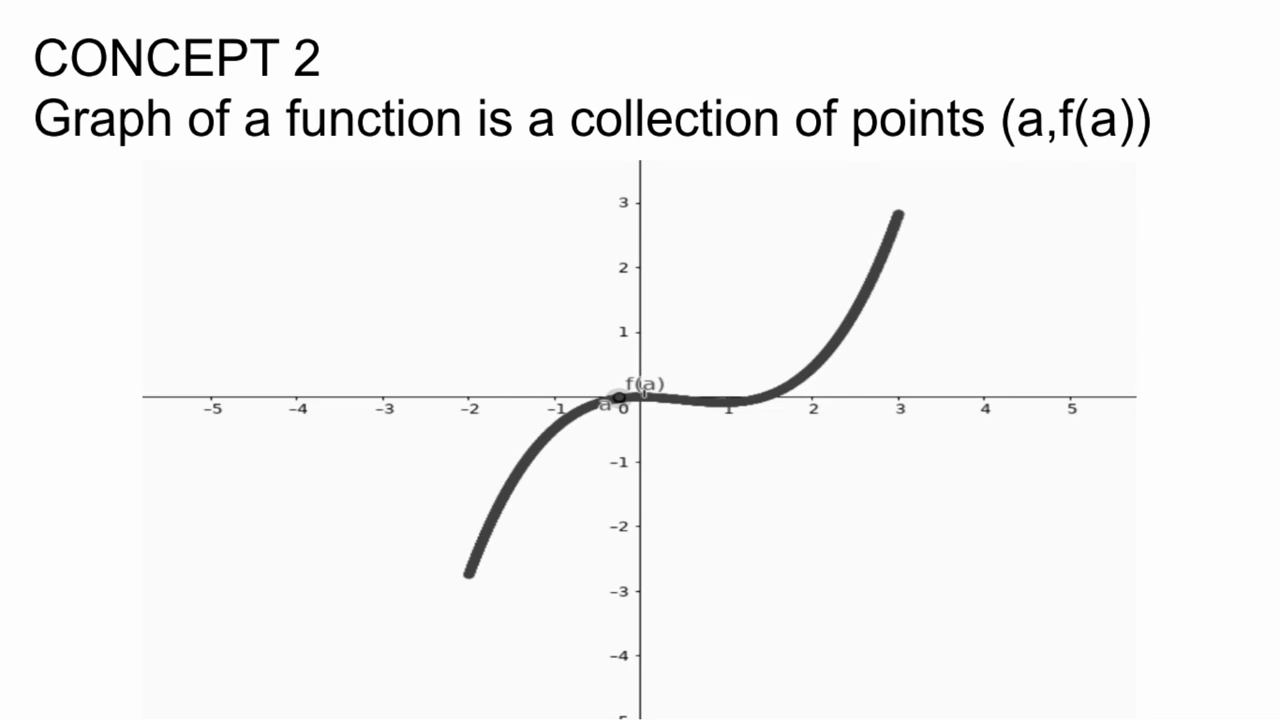 CONCEPT 2
Graph of a function is a collection of points (a,f(a))
3
2
1
f(a)
a
–5 –4 –3 –2 –1 0 1 2 3 4 5
–1
–2
–3
–4